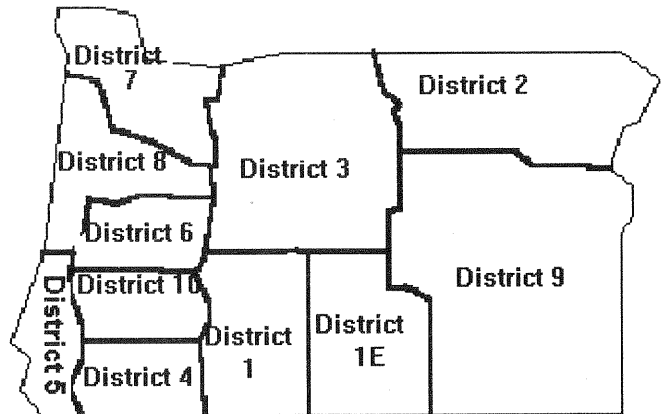 District
7
District 2
District 8
District 3
District 6
District 9
District 10
District 5
District
1
District
1E
District 4